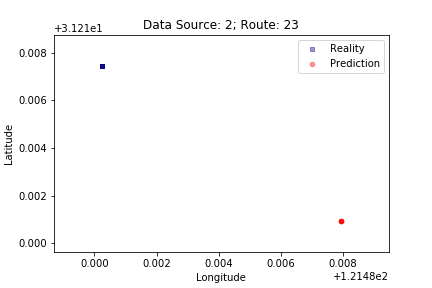 Data Source: 2; Route: 23
+3.121e1
Reality
Prediction
0.008
0.006
0.004
0.002
0.000
Latitude
0.000 0.002 0.004 0.006 0.008
Longitude
+1.2148e2